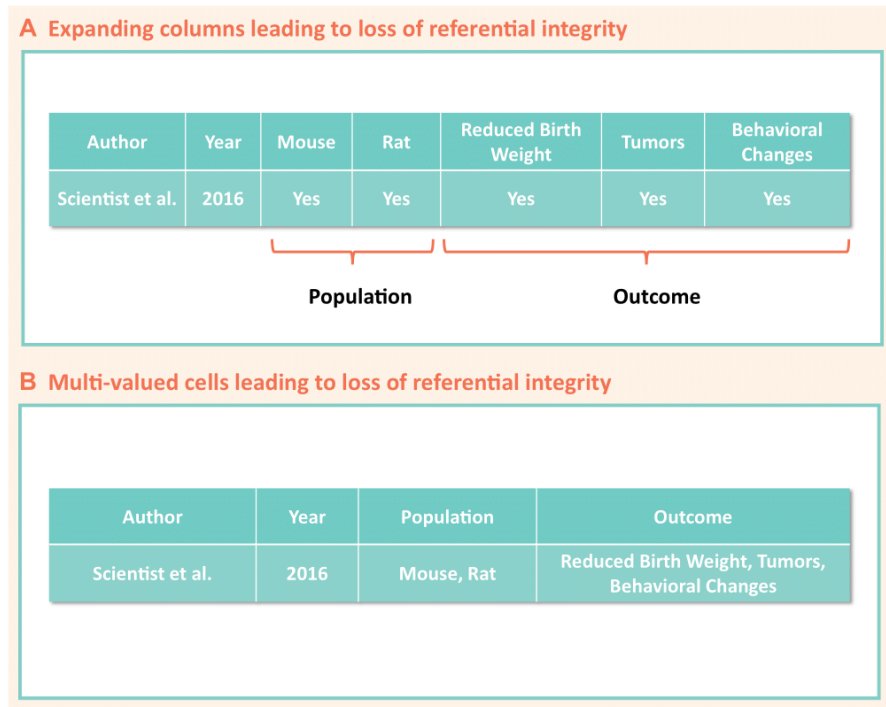 A Expanding columns leading to loss of referential integrity
Author Year Mouse Rat Reduced Birth Weight Tumors Behavioral Changes
Scientist et al. 2016 Yes Yes Yes Yes Yes
Population Outcome
B Multi-valued cells leading to loss of referential integrity
Author Year Population Outcome
Scientist et al. 2016 Mouse, Rat Reduced Birth Weight, Tumors,
Behavioral Changes